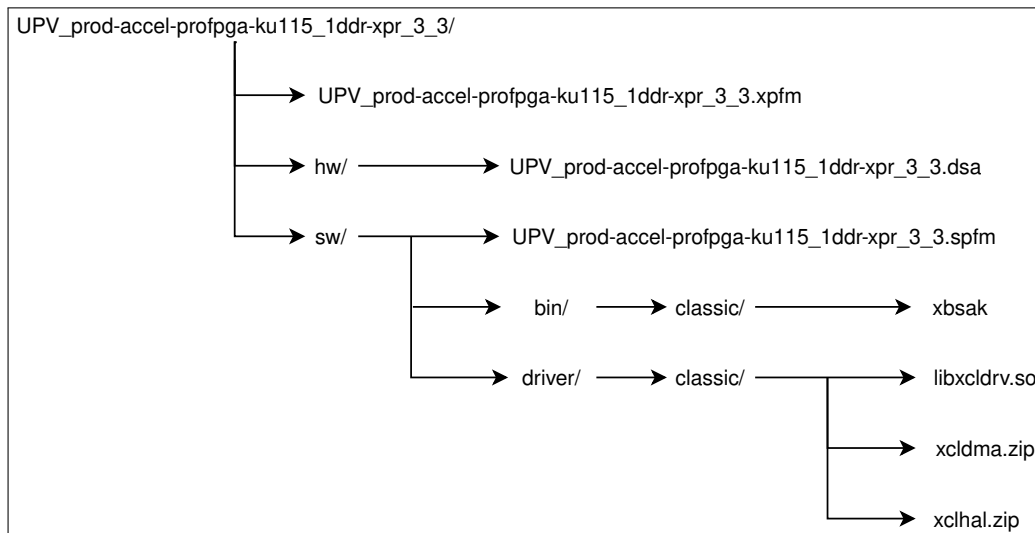 UPV_prod-accel-profpga-ku115_1ddr-xpr_3_3/
UPV_prod-accel-profpga-ku115_1ddr-xpr_3_3.xpfm
hw/ UPV_prod-accel-profpga-ku115_1ddr-xpr_3_3.dsa
sw/ UPV_prod-accel-profpga-ku115_1ddr-xpr_3_3.spfm
bin/ classic/ xbsak
driver/ classic/ libxcldrv.so
xcldma.zip
xclhal.zip